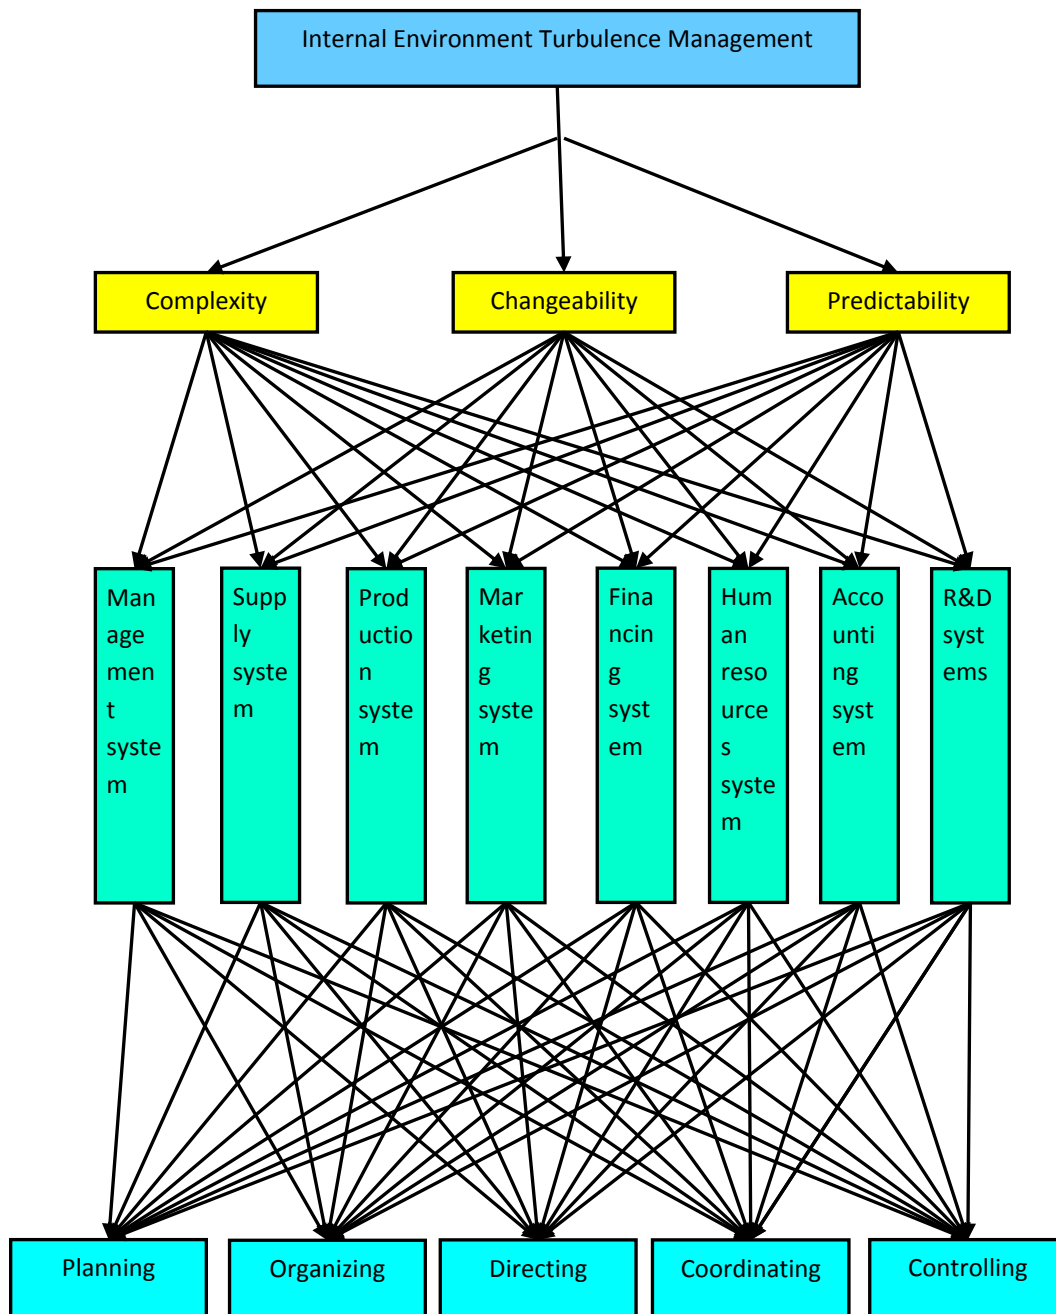 Internal Environment Turbulence Management
Complexity
Changeability
Predictability
Man
age
men
t
syste
m
Supp
ly
syste
m
Prod
uctio
n
syste
m
Mar
ketin
g
syste
m
Fina
ncin
g
syst
em
Hum
an
reso
urce
s
syste
m
Acco
unti
ng
syst
em
R&D
syst
ems
Planning
Organizing
Directing
Coordinating
Controlling